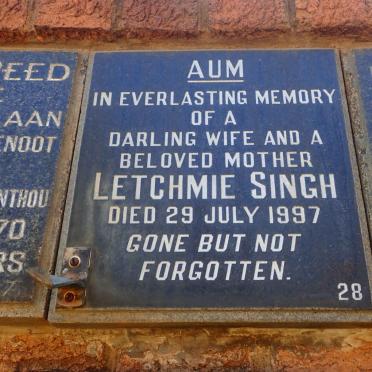 AUM
IN EVERLASTING MEMORY
OF A
DARLING WIFE AND A
BELOVED MOTHER
LETCHMIE SINGH
DIED 29 JULY 1997
GONE BUT NOT
FORGOTTEN.
28
REED
AAN
ENOOT
70
RS